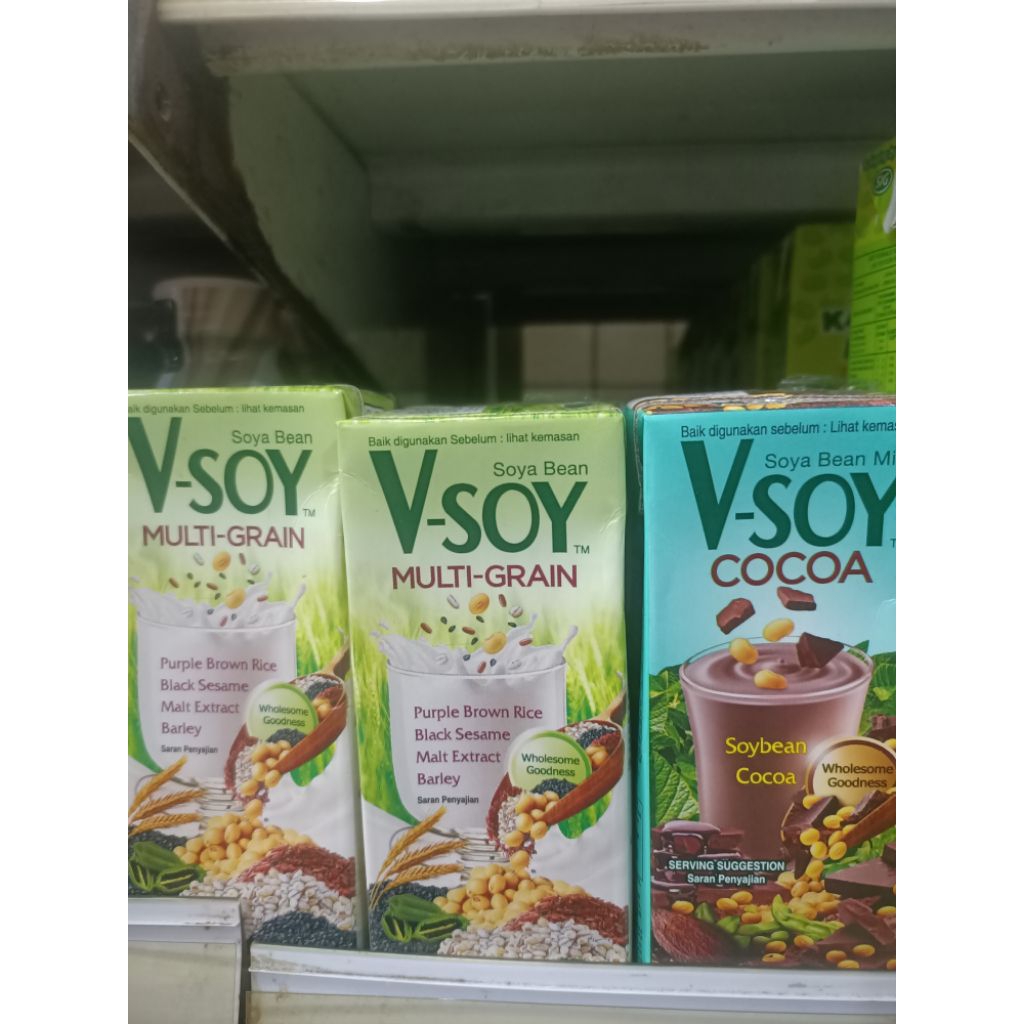 digunakan Sebelum : lihat kemasan
Soya Bean
V-SOY™
MULTI-GRAIN
Purple Brown Rice
Black Sesame
Malt Extract
Barley
Saran Penyajian
Wholesome
Goodness
Baik digunakan Sebelum : lihat kemasan
Soya Bean
V-SOY™
MULTI-GRAIN
Purple Brown Rice
Black Sesame
Malt Extract
Barley
Saran Penyajian
Wholesome
Goodness
Baik digunakan sebelum : Lihat kemas
Soya Bean Mi
V-SOY
COCOA
Soybean
Cocoa
Wholesome
Goodness
SERVING SUGGESTION
Saran Penyajian